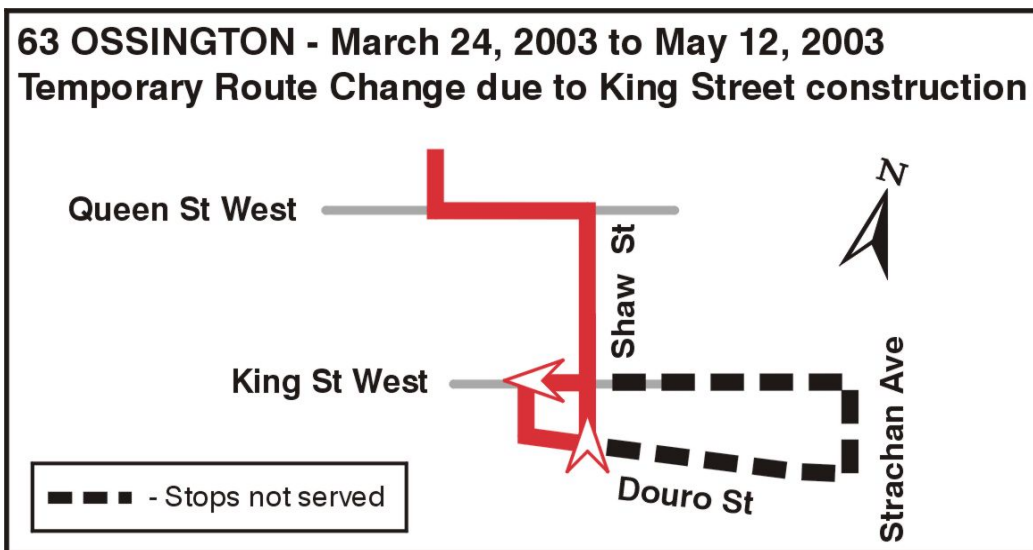 63 OSSINGTON - March 24, 2003 to May 12, 2003
Temporary Route Change due to King Street construction
N
Queen St West
Shaw St
King St West
Strachan Ave
Douro St
- Stops not served